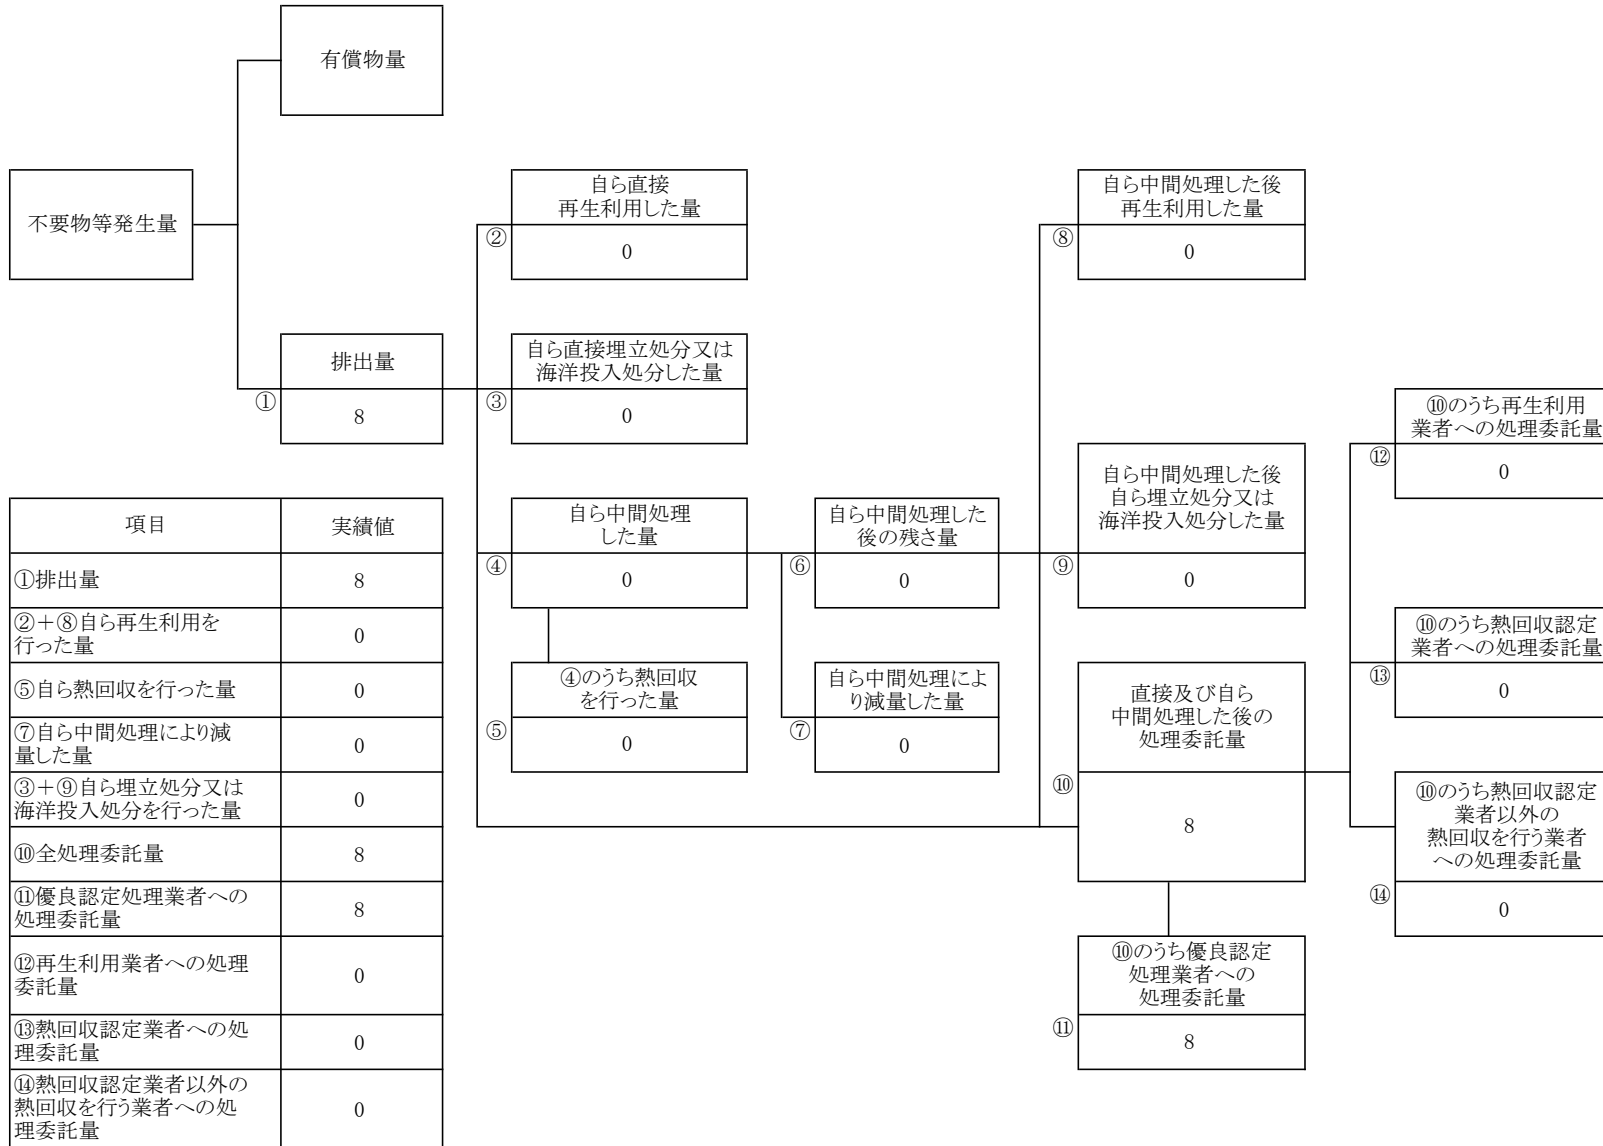 有償物量
不要物等発生量
自ら直接
再生利用した量
②
0
自ら中間処理した後
再生利用した量
⑧
0
排出量
①
8
自ら直接埋立処分又は
海洋投入処分した量
③
0
⑩のうち再生利用
業者への処理委託量
⑫
0
自ら中間処理した後
自ら埋立処分又は
海洋投入処分した量
⑨
0
自ら中間処理
した量
④
0
自ら中間処理した
後の残さ量
⑥
0
⑩のうち熱回収認定
業者への処理委託量
⑬
0
④のうち熱回収
を行った量
⑤
0
自ら中間処理によ
り減量した量
⑦
0
直接及び自ら
中間処理した後の
処理委託量
⑩
8
⑩のうち熱回収認定
業者以外の
熱回収を行う業者
への処理委託量
⑭
0
⑩のうち優良認定
処理業者への
処理委託量
⑪
8
項目 実績値
①排出量 8
②+⑧自ら再生利用を
行った量 0
⑤自ら熱回収を行った量 0
⑦自ら中間処理により減
量した量 0
③+⑨自ら埋立処分又は
海洋投入処分を行った量 0
⑩全処理委託量 8
⑪優良認定処理業者への
処理委託量 8
⑫再生利用業者への処理
委託量 0
⑬熱回収認定業者への処
理委託量 0
⑭熱回収認定業者以外の
熱回収を行う業者への処
理委託量 0